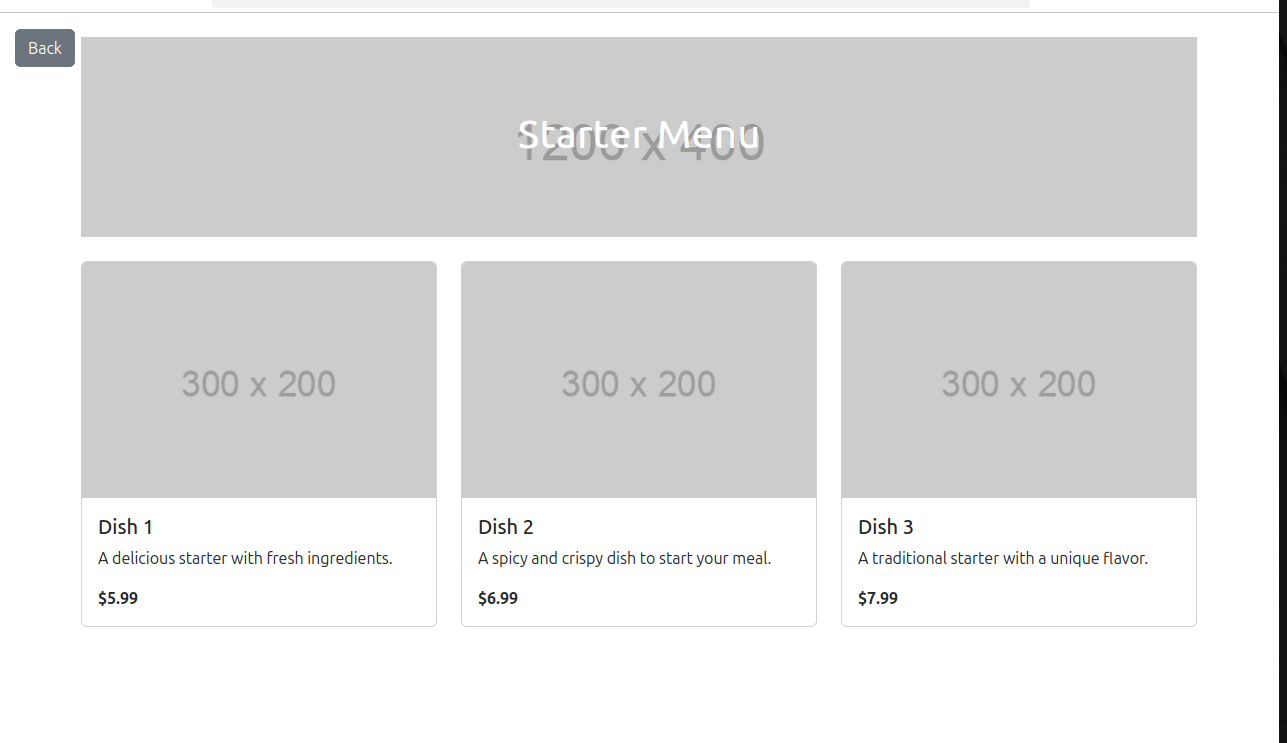 Back
Starter Menu
1200 x 400
300 x 200
300 x 200
300 x 200
Dish 1
A delicious starter with fresh ingredients.
$5.99
Dish 2
A spicy and crispy dish to start your meal.
$6.99
Dish 3
A traditional starter with a unique flavor.
$7.99